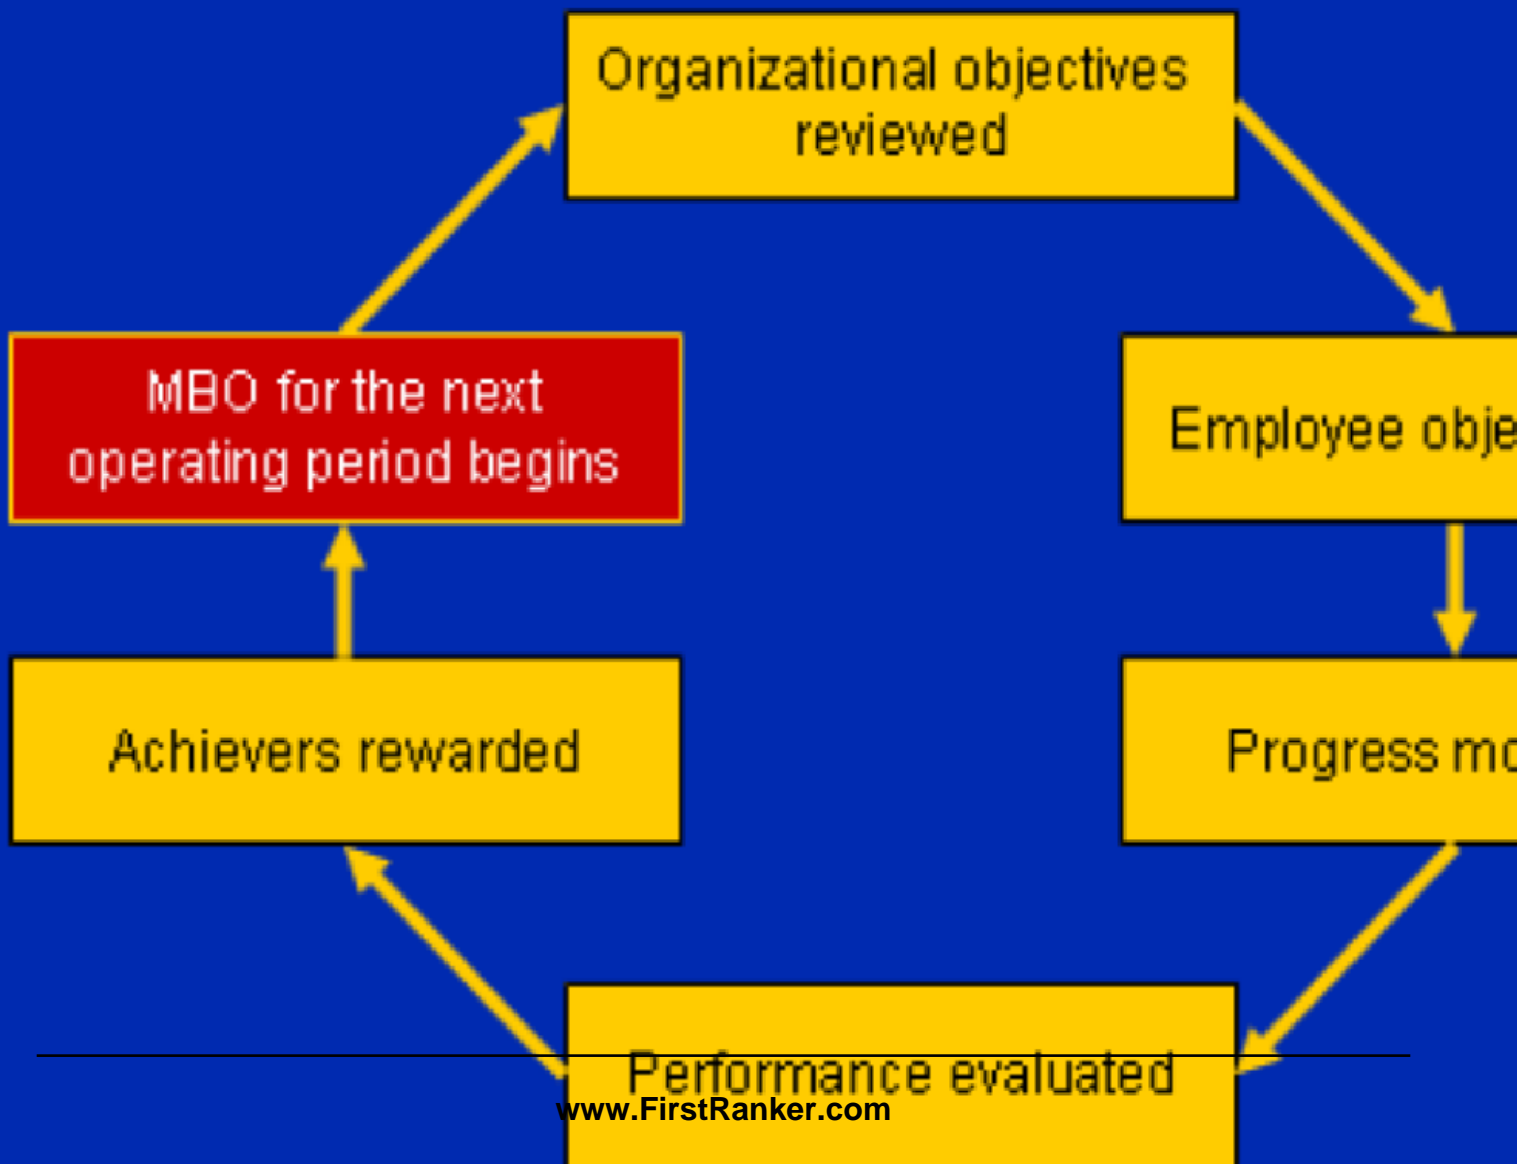 Organizational objectives
reviewed
MBO for the next
operating period begins
Employee obje
Achievers rewarded
Progress mo
Performance evaluated
www.FirstRanker.com